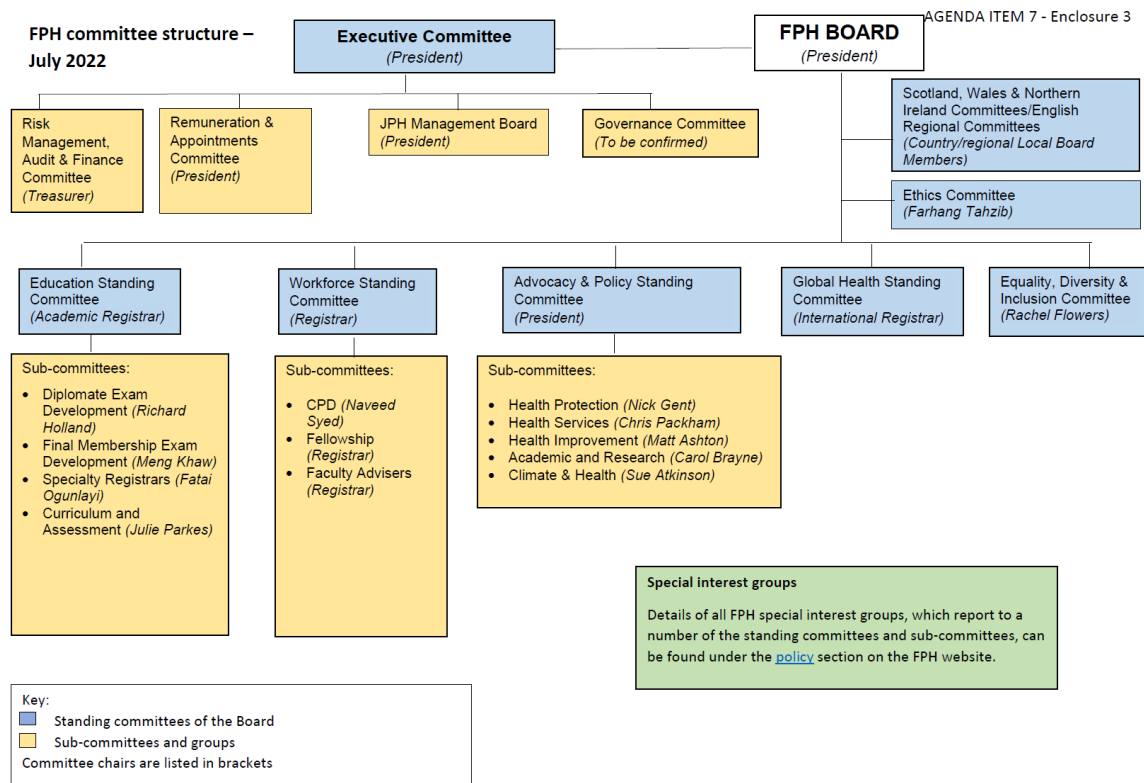 AGENDA ITEM 7 - Enclosure 3
FPH committee structure –
July 2022
Executive Committee
(President)
FPH BOARD
(President)
Risk
Management,
Audit & Finance
Committee
(Treasurer)
Remuneration &
Appointments
Committee
(President)
JPH Management Board
(President)
Governance Committee
(To be confirmed)
Scotland, Wales & Northern
Ireland Committees/English
Regional Committees
(Country/regional Local Board
Members)
Ethics Committee
(Farhang Tahzib)
Education Standing
Committee
(Academic Registrar)
Workforce Standing
Committee
(Registrar)
Advocacy & Policy Standing
Committee
(President)
Global Health Standing
Committee
(International Registrar)
Equality, Diversity &
Inclusion Committee
(Rachel Flowers)
Sub-committees:
• Diplomate Exam
Development (Richard
Holland)
• Final Membership Exam
Development (Meng Khaw)
• Specialty Registrars (Fatai
Ogunlayi)
• Curriculum and
Assessment (Julie Parkes)
Sub-committees:
• CPD (Naveed
Syed)
• Fellowship
(Registrar)
• Faculty Advisers
(Registrar)
Sub-committees:
• Health Protection (Nick Gent)
• Health Services (Chris Packham)
• Health Improvement (Matt Ashton)
• Academic and Research (Carol Brayne)
• Climate & Health (Sue Atkinson)
Special interest groups
Details of all FPH special interest groups, which report to a
number of the standing committees and sub-committees, can
be found under the policy section on the FPH website.
Key:
Standing committees of the Board
Sub-committees and groups
Committee chairs are listed in brackets